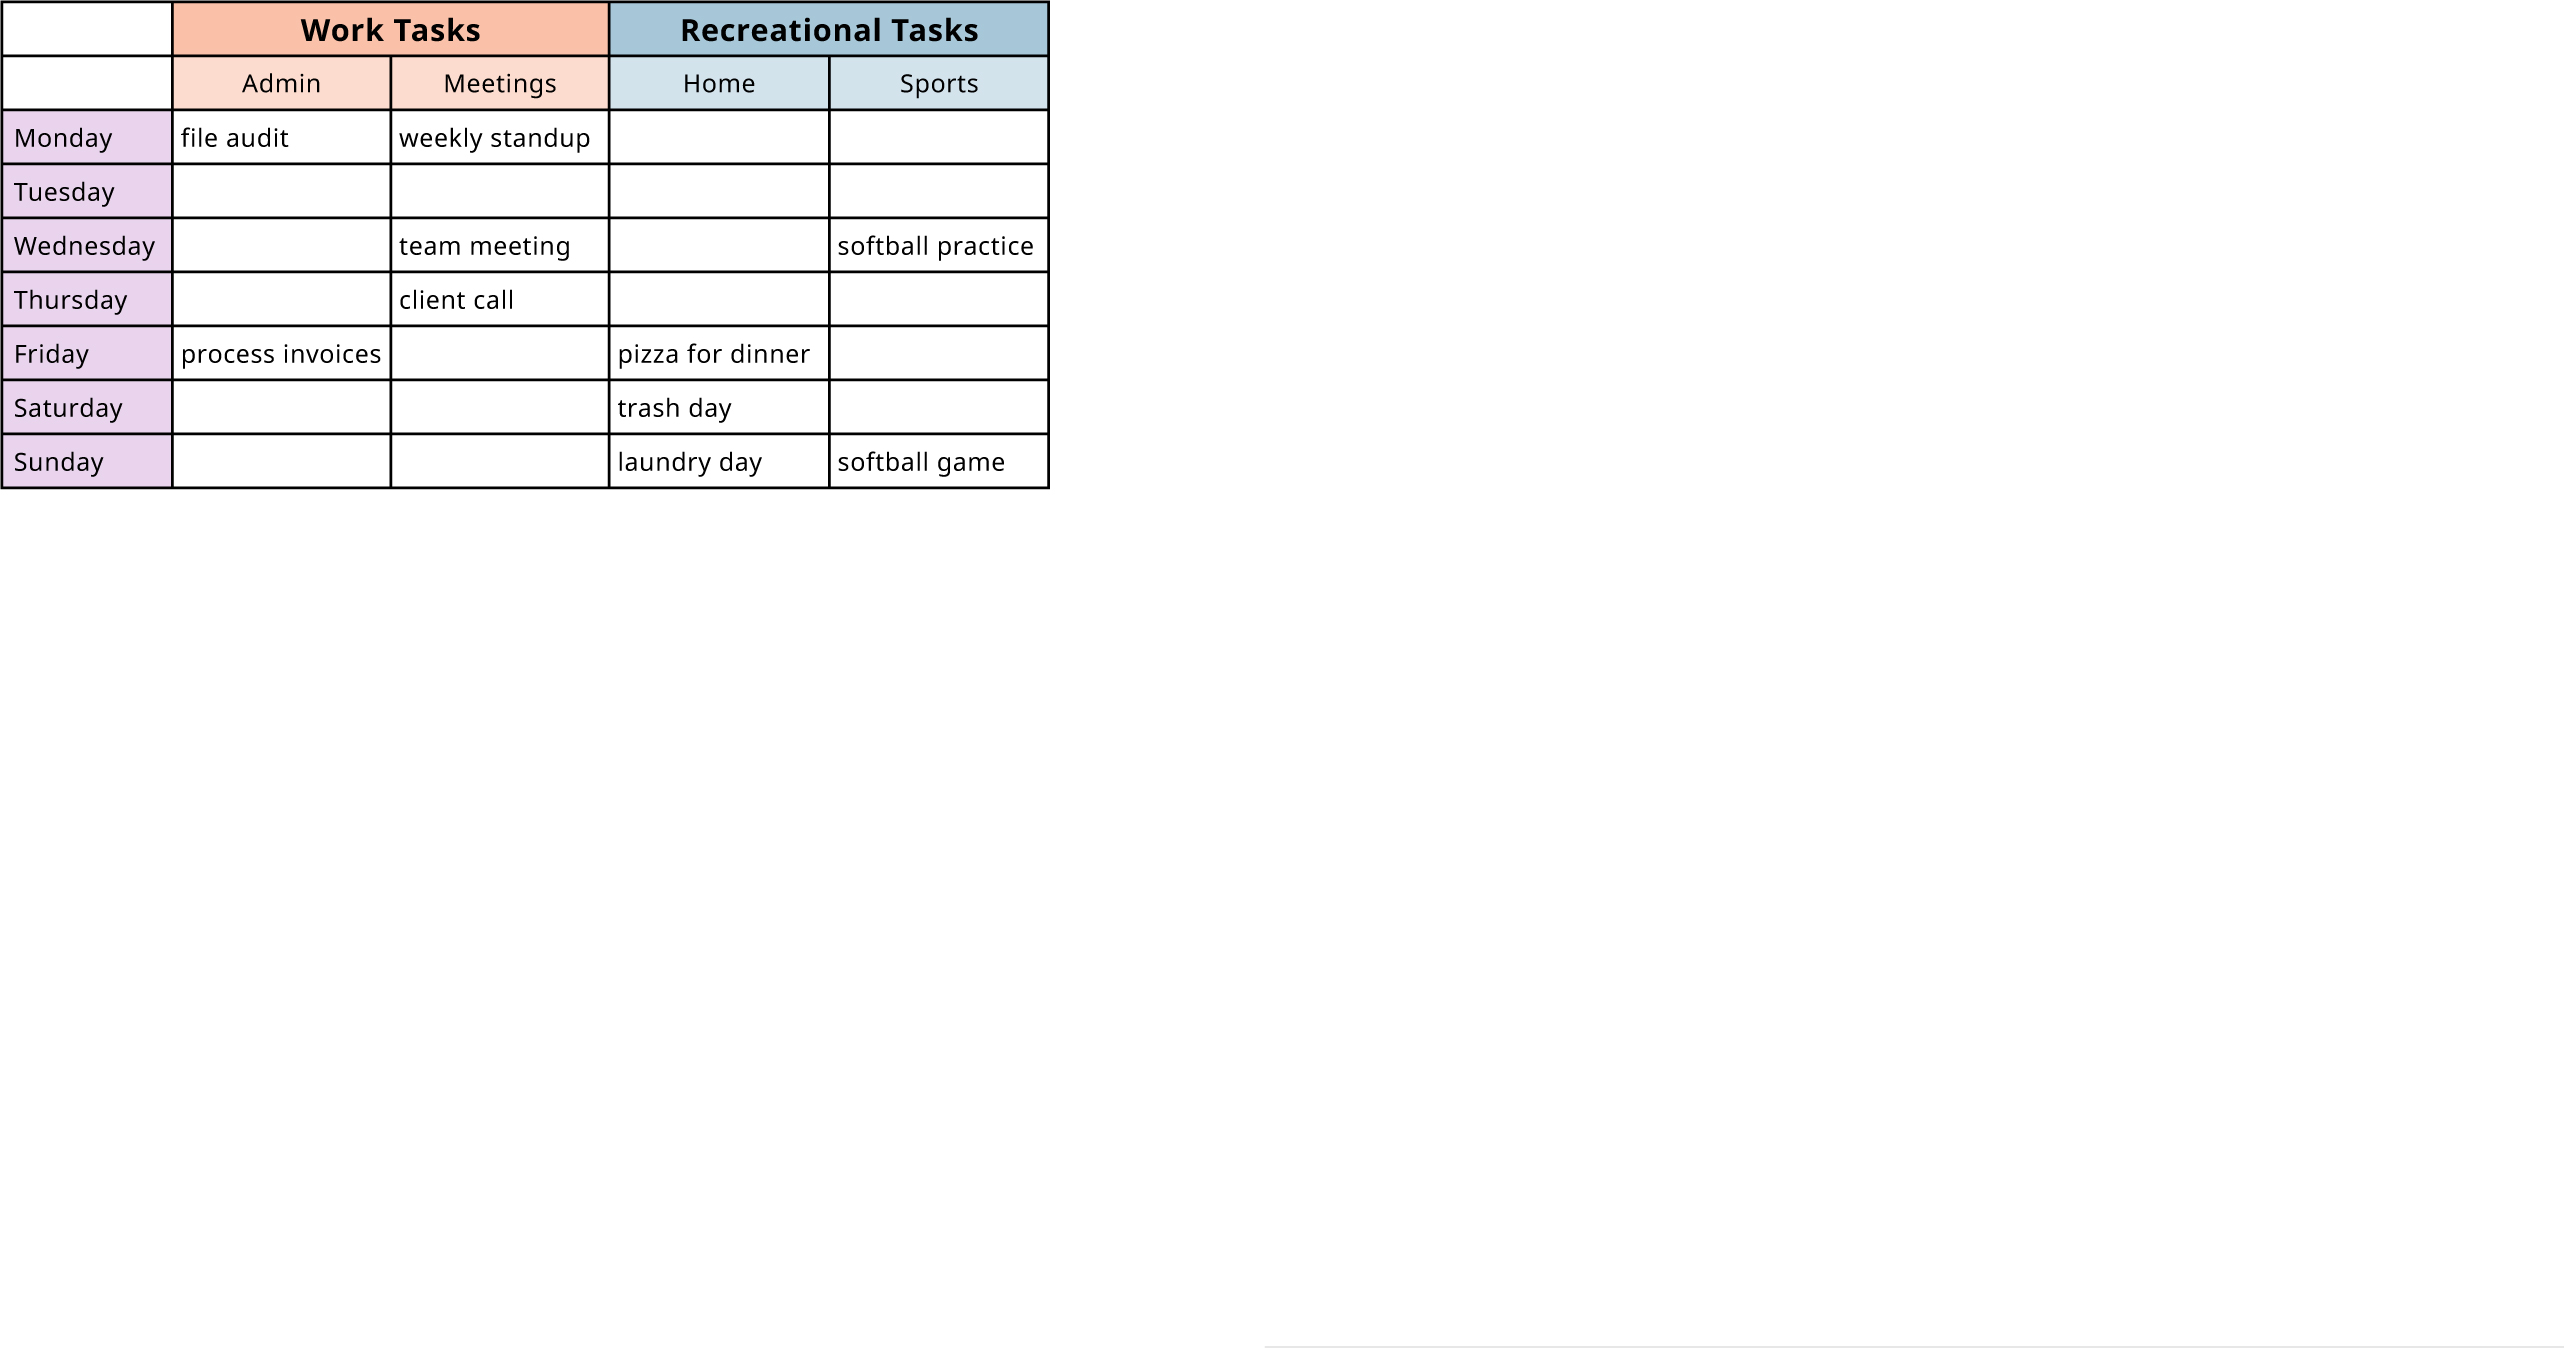 Work Tasks Recreational Tasks
Admin Meetings Home Sports
Monday file audit weekly standup
Tuesday
Wednesday team meeting softball practice
Thursday client call
Friday process invoices pizza for dinner
Saturday trash day
Sunday laundry day softball game